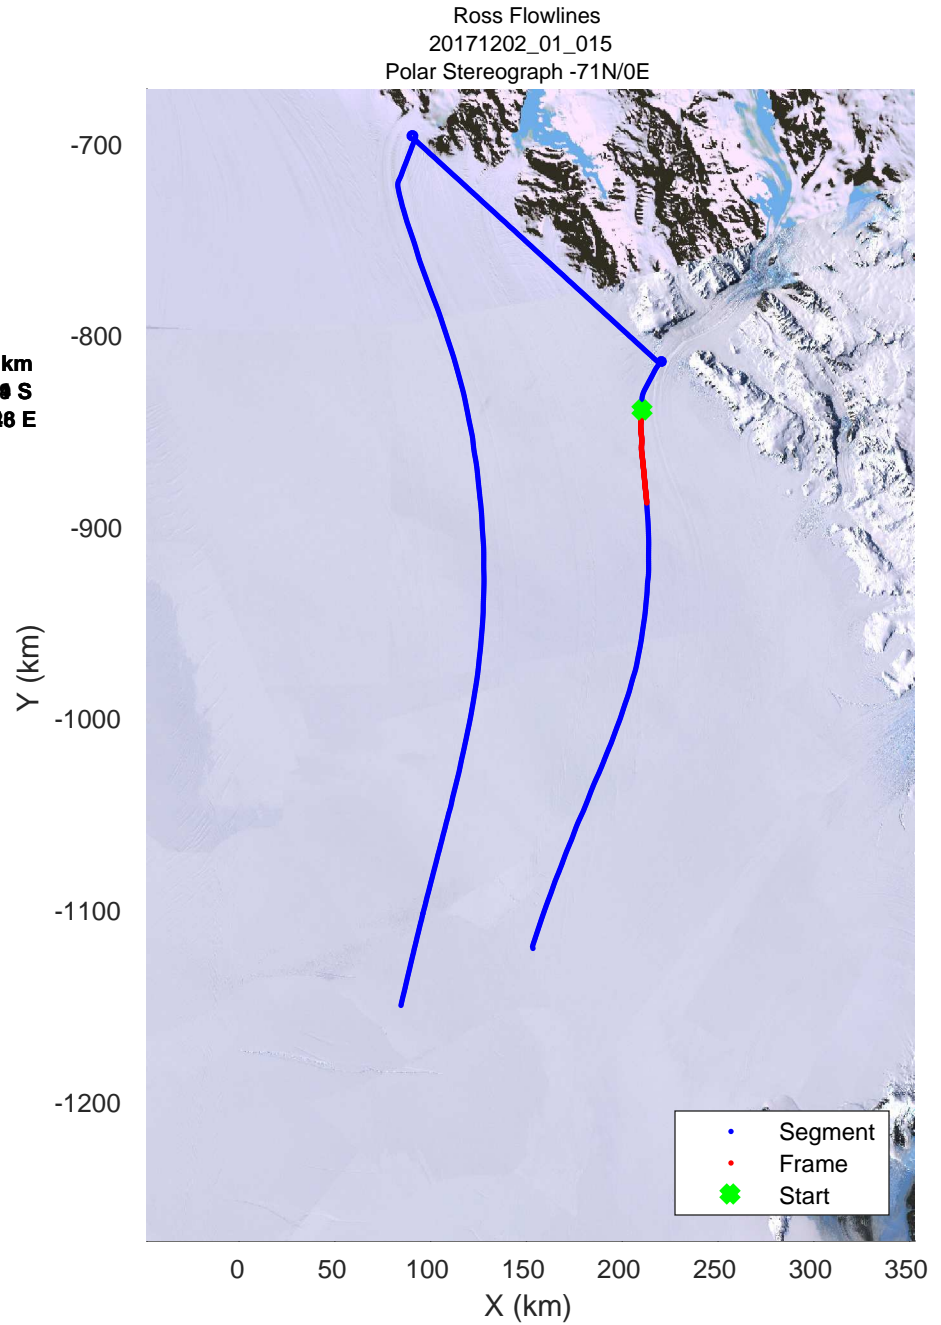 Ross Flowlines
20171202_01_015
Polar Stereograph -71N/0E
-700
-800
km
S
E
-900
-1000
-1100
-1200
Y (km)
Segment
Frame
Start
0 50 100 150 200 250 300 350
X (km)